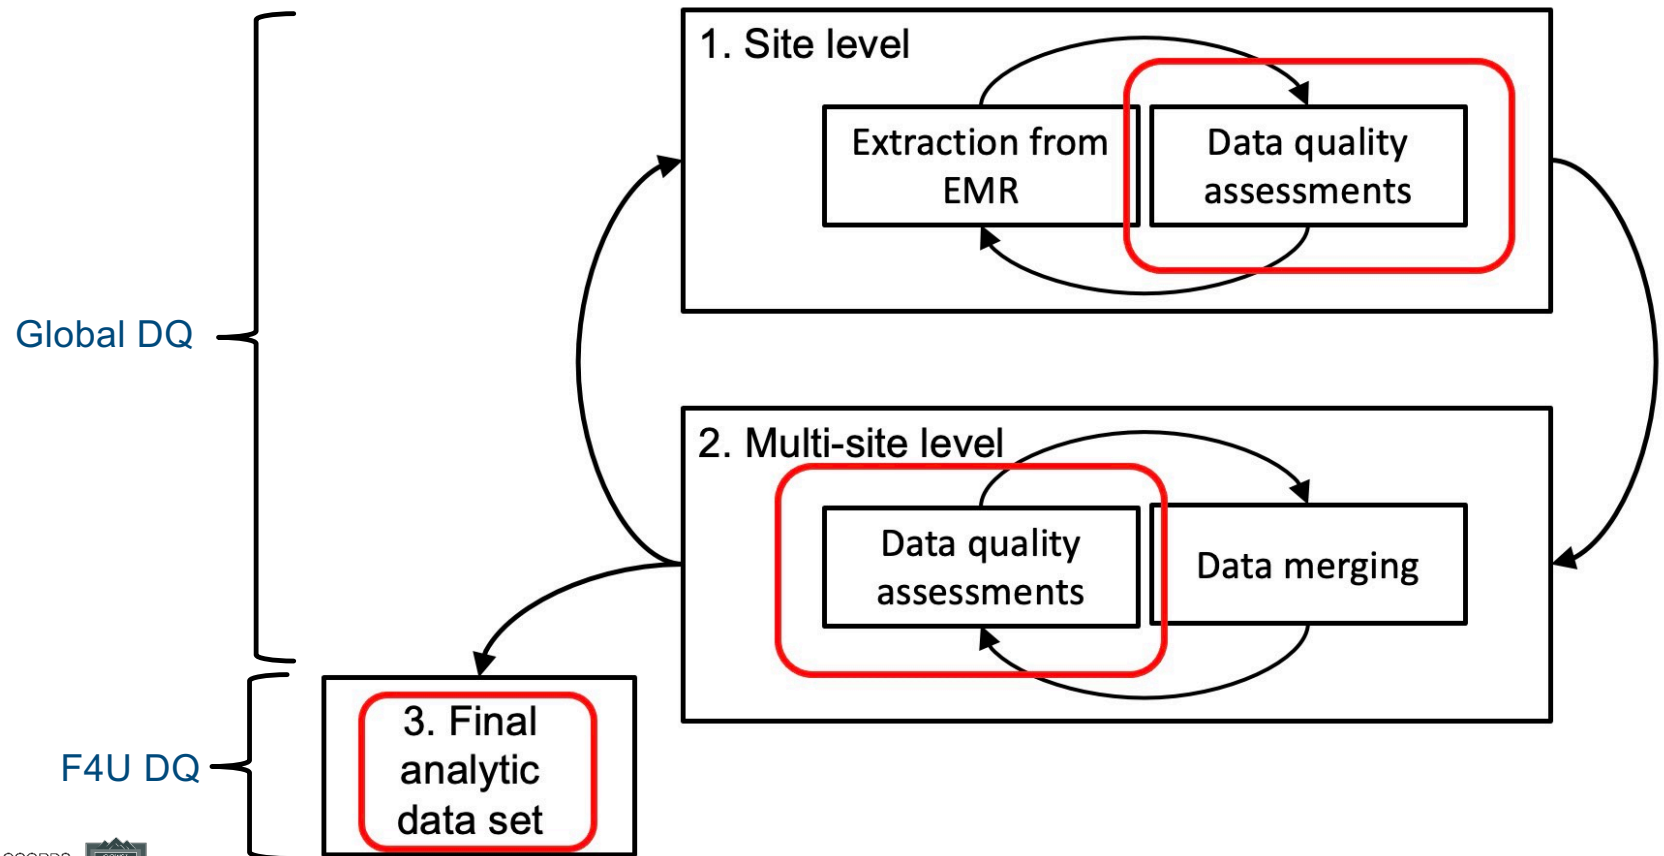 1. Site level
Extraction from
EMR
Data quality
assessments
Global DQ
2. Multi-site level
Data quality
assessments
Data merging
3. Final
analytic
data set
F4U DQ